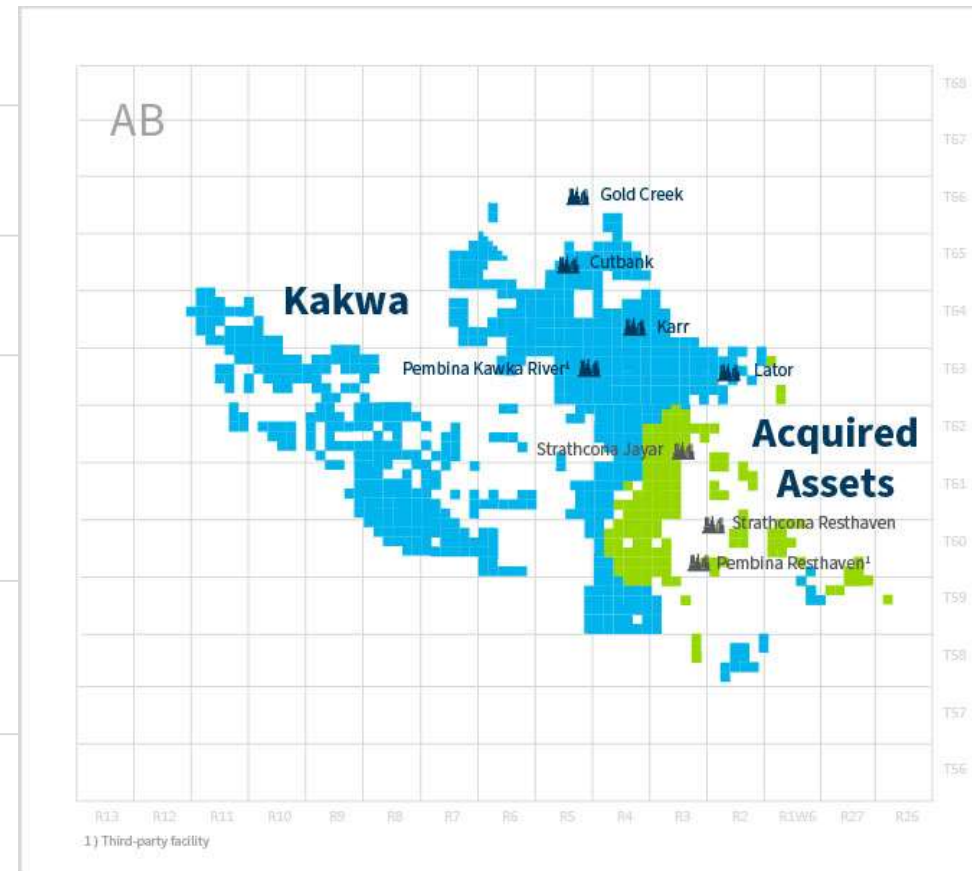 AB
T68
T67
T66
Gold Creek
T65
Cutbank
Kakwa
T64
Karr
T63
Pembina Kawka River¹
Lator
T62
Acquired
Assets
Strathcona Jayar
T61
Strathcona Resthaven
T60
Pembina Resthaven¹
T59
T58
T57
T56
R13 R12 R11 R10 R9 R8 R7 R6 R5 R4 R3 R2 R1W6 R27 R26
1 ) Third-party facility